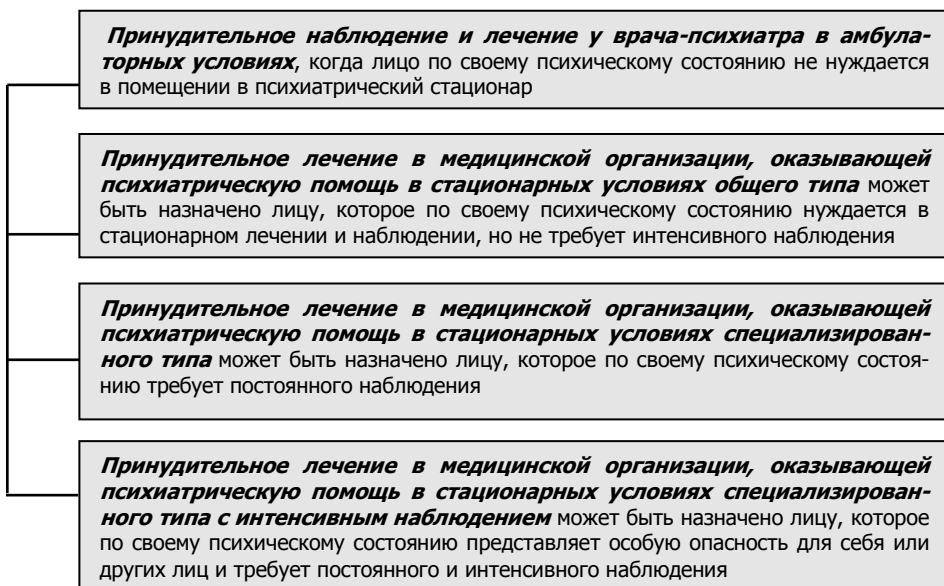 Принудительное наблюдение и лечение у врача-психиатра в амбула-
торных условиях, когда лицо по своему психическому состоянию не нуждается
в помещении в психиатрический стационар
Принудительное лечение в медицинской организации, оказывающей
психиатрическую помощь в стационарных условиях общего типа может
быть назначено лицу, которое по своему психическому состоянию нуждается в
стационарном лечении и наблюдении, но не требует интенсивного наблюдения
Принудительное лечение в медицинской организации, оказывающей
психиатрическую помощь в стационарных условиях специализирован-
ного типа может быть назначено лицу, которое по своему психическому состоя-
нию требует постоянного наблюдения
Принудительное лечение в медицинской организации, оказывающей
психиатрическую помощь в стационарных условиях специализирован-
ного типа с интенсивным наблюдением может быть назначено лицу, которое
по своему психическому состоянию представляет особую опасность для себя или
других лиц и требует постоянного и интенсивного наблюдения